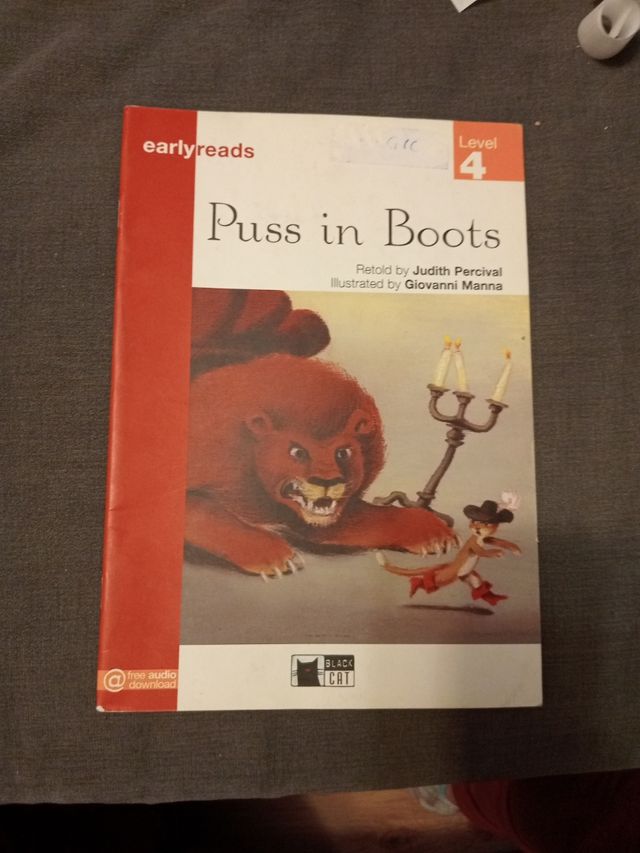 earlyreads
Level
4
Puss in Boots
Retold by Judith Percival
Illustrated by Giovanni Manna
@ free audio
download
BLACK
CAT